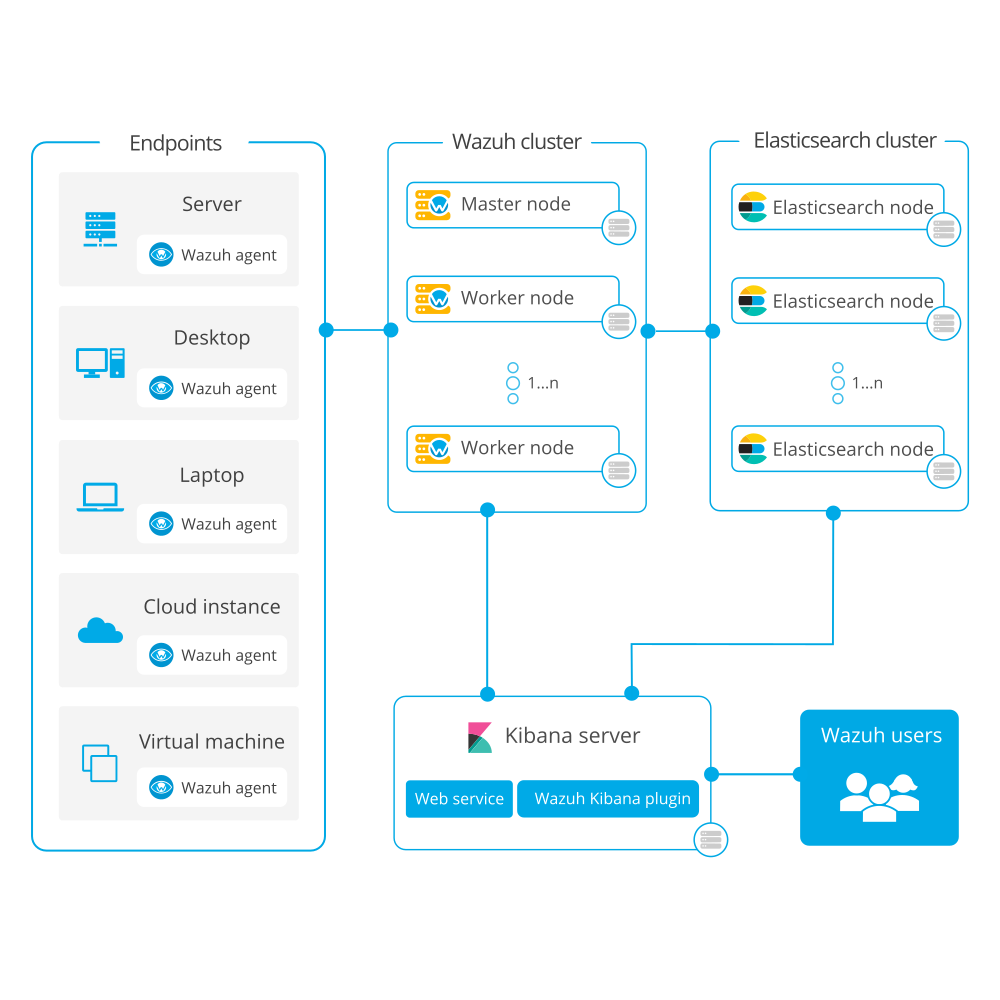 Endpoints
Server
Wazuh agent
Desktop
Wazuh agent
Laptop
Wazuh agent
Cloud instance
Wazuh agent
Virtual machine
Wazuh agent
Wazuh cluster
Master node
Worker node
1...n
Worker node
Elasticsearch cluster
Elasticsearch node
Elasticsearch node
1...n
Elasticsearch node
Kibana server
Web service
Wazuh Kibana plugin
Wazuh users